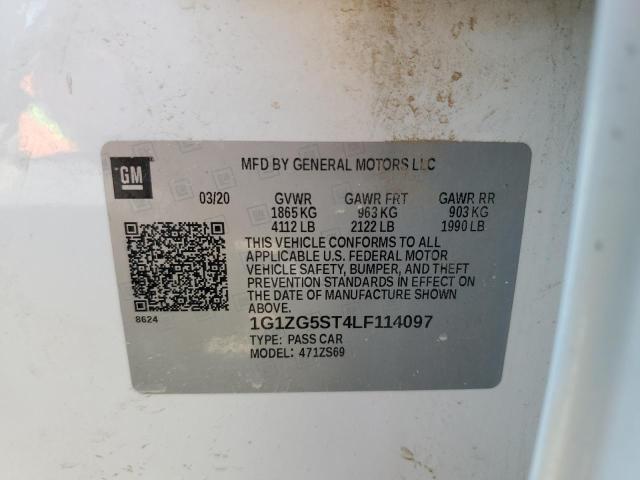 GM
MFD BY GENERAL MOTORS LLC
03/20 GVWR GAWR FRT GAWR RR
1865 KG 963 KG 903 KG
4112 LB 2122 LB 1990 LB
THIS VEHICLE CONFORMS TO ALL
APPLICABLE U.S. FEDERAL MOTOR
VEHICLE SAFETY, BUMPER, AND THEFT
PREVENTION STANDARDS IN EFFECT ON
THE DATE OF MANUFACTURE SHOWN
ABOVE.
8624
1G1ZG5ST4LF114097
TYPE: PASS CAR
MODEL: 471ZS69